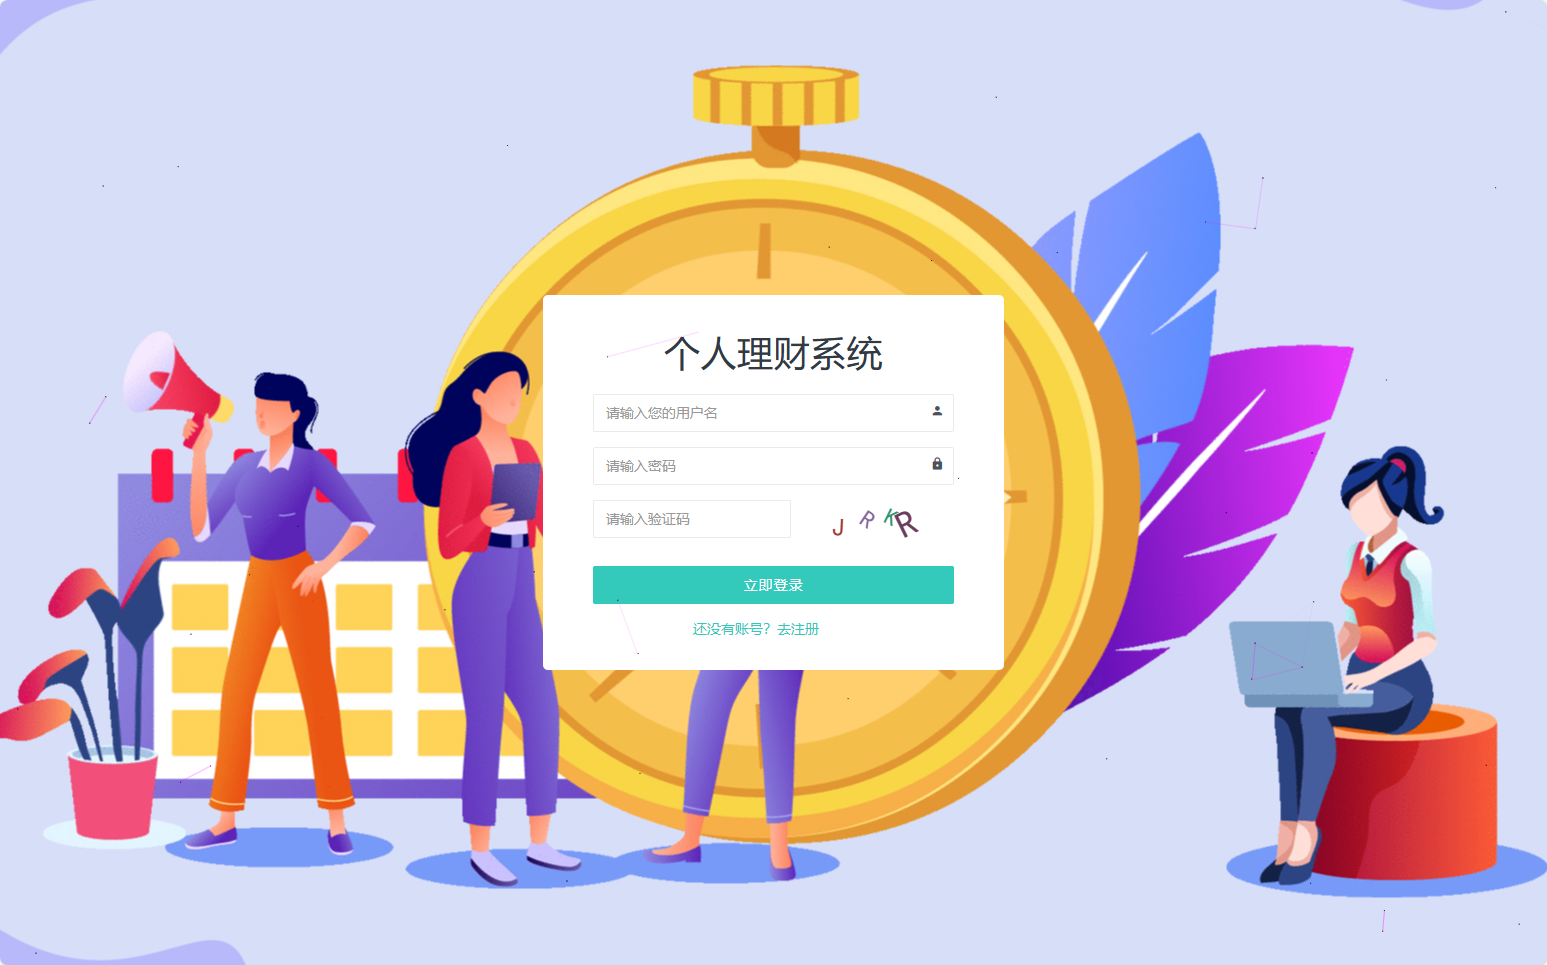 个人理财系统
请输入您的用户名
请输入密码
请输入验证码
J R K R
立即登录
还没有账号？去注册